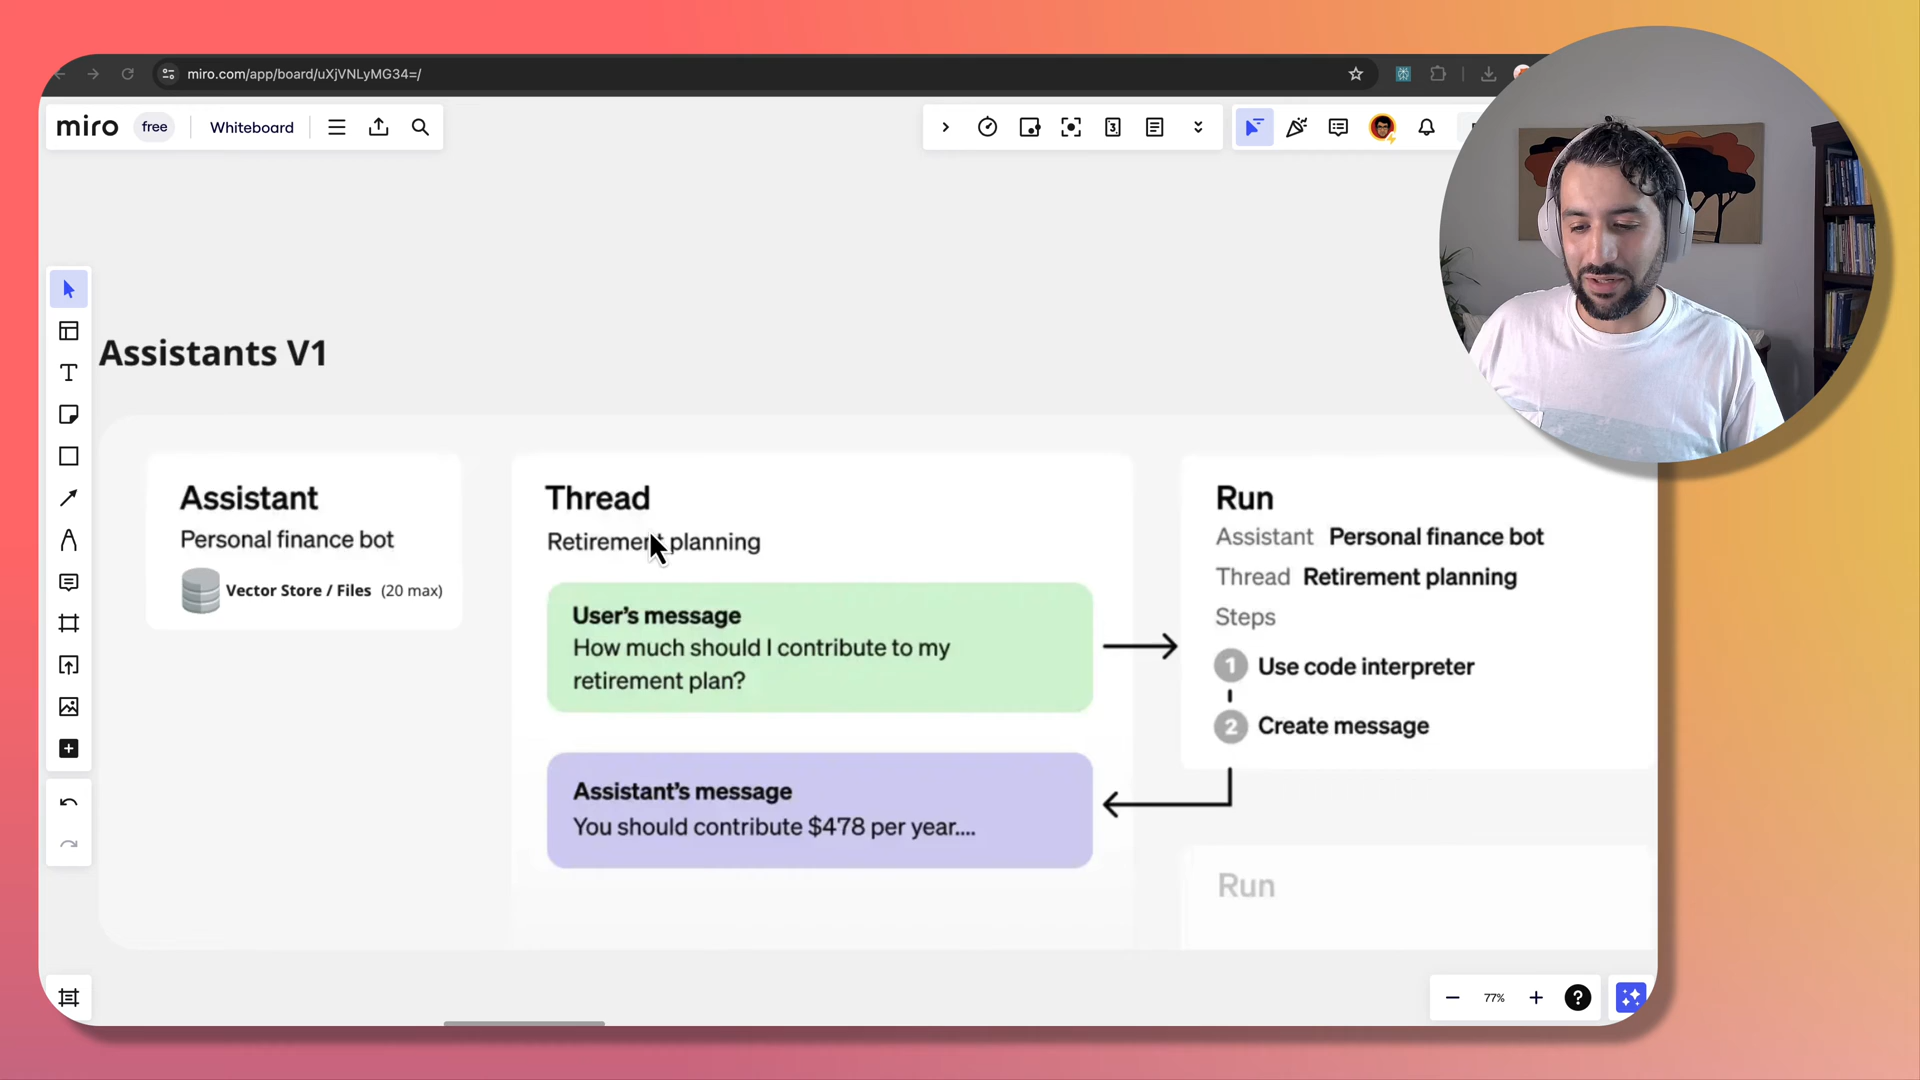 miro.com/app/board/uXjVNLyMG34=/
miro
free
Whiteboard
3
Assistants V1
Assistant
Personal finance bot
Vector Store / Files (20 max)
Thread
Retirement planning
User's message
How much should I contribute to my
retirement plan?
Assistant's message
You should contribute $478 per year....
Run
Assistant Personal finance bot
Thread Retirement planning
Steps
1 Use code interpreter
2 Create message
Run
77%
?